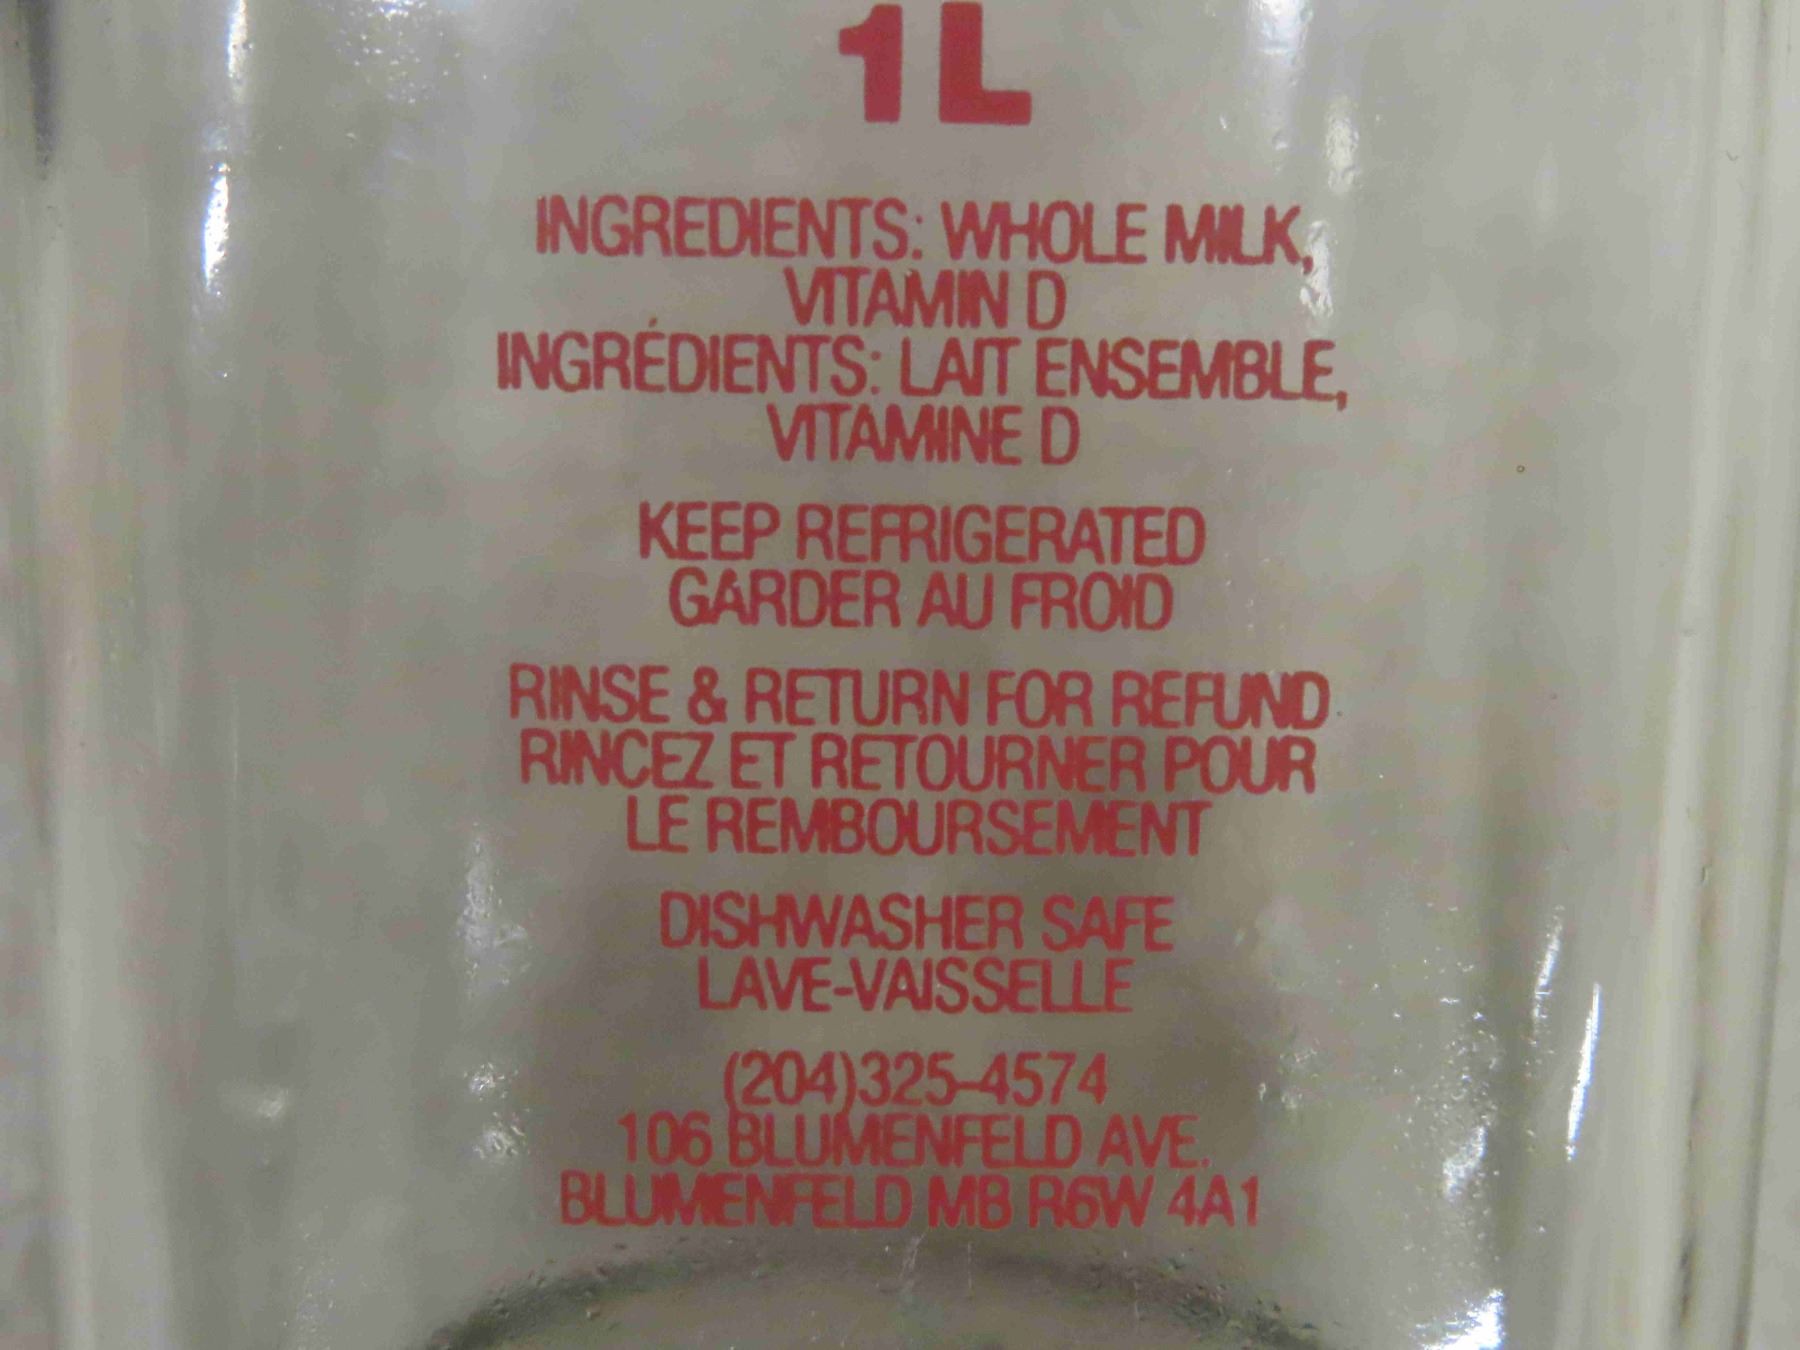 1L
INGREDIENTS: WHOLE MILK,
VITAMIN D
INGRÉDIENTS: LAIT ENSEMBLE,
VITAMINE D
KEEP REFRIGERATED
GARDER AU FROID
RINSE & RETURN FOR REFUND
RINCEZ ET RETOURNER POUR
LE REMBOURSEMENT
DISHWASHER SAFE
LAVE-VAISSELLE
(204)325-4574
106 BLUMENFELD AVE.
BLUMENFELD MB R6W 4A1